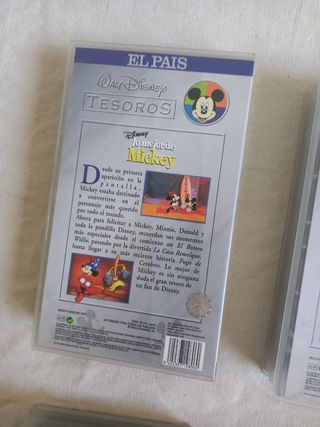 EL PAIS
WALT DISNEY
TESOROS
Disney
lo mejor de
Mickey
Desde su primera
aparición en la
pantalla,
Mickey estaba destinado
a convertirse en el
personaje más querido
por todo el mundo.
Ahora para felicitar a Mickey, Minnie, Donald y
toda la pandilla Disney, recuerdan sus momentos
más especiales desde el comienzo en El Botero
Willie, pasando por la divertida La Casa Remolque,
hasta llegar a su más reciente historia Fuga de
Cerebros. Lo mejor de
Mickey es sin ninguna
duda el gran tesoro de
un fan de Disney.